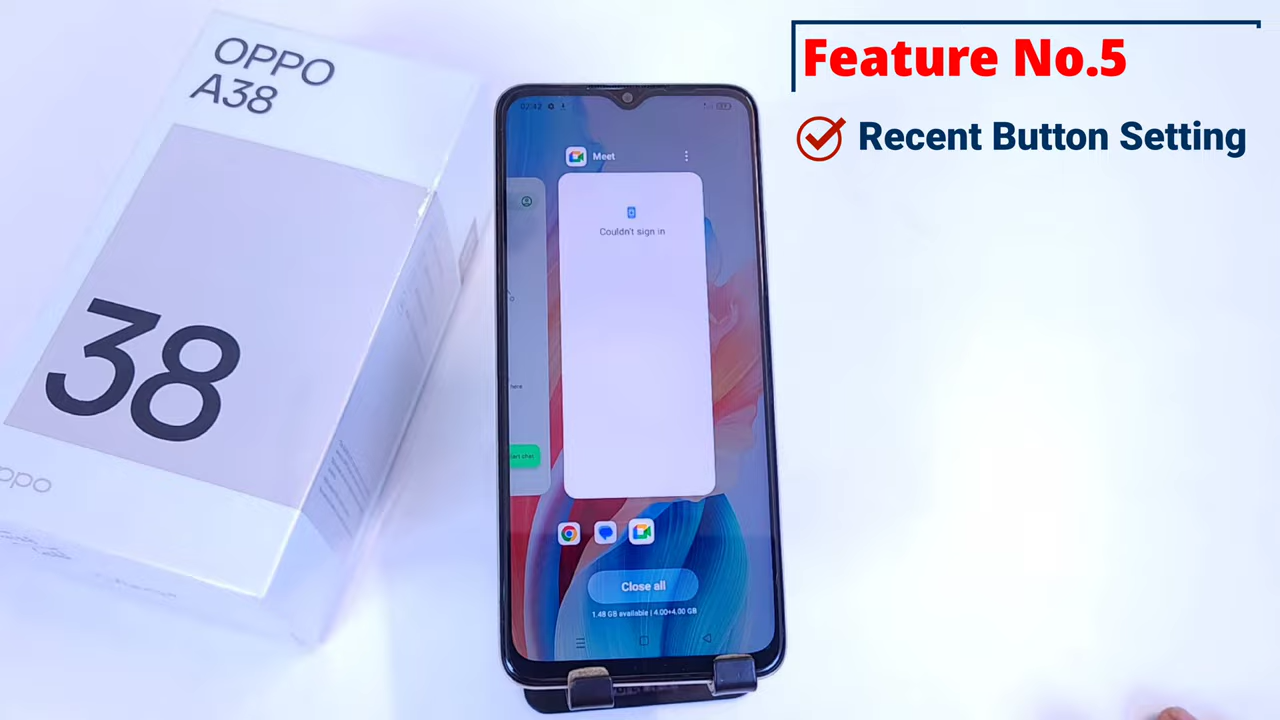 OPPO
A38
38
oppo
Feature No.5
Recent Button Setting
02:42
Meet
Couldn't sign in
here
Close all
1.48 GB available | 4.00+4.00 GB